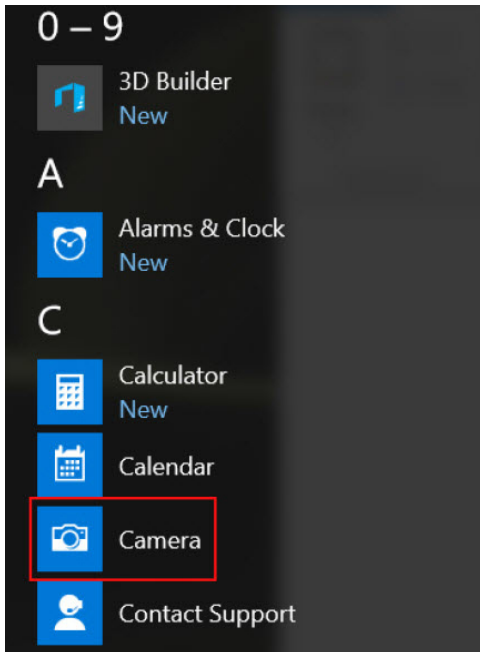 0 – 9
3D Builder
New
A
Alarms & Clock
New
C
Calculator
New
Calendar
Camera
Contact Support